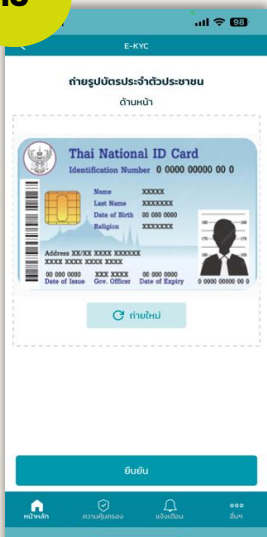 98
E-KYC
ถ่ายรูปบัตรประจำตัวประชาชน
ด้านหน้า
Thai National ID Card
Identification Number 0 0000 00000 00 0
Name XXXXX
Last Name XXXXXXX
Date of Birth 00 000 0000
Religion XXXXXXX
Address XX/XX XXXX XXXXXX
XXXX XXXX XXXX XXXX
00 000 0000 XXX XXXX 00 000 0000
Date of Issue Gov. Officer Date of Expiry 0 0000 00000 00 0
ถ่ายใหม่
ยืนยัน
หน้าหลัก ความคุ้มครอง แจ้งเตือน อื่นๆ